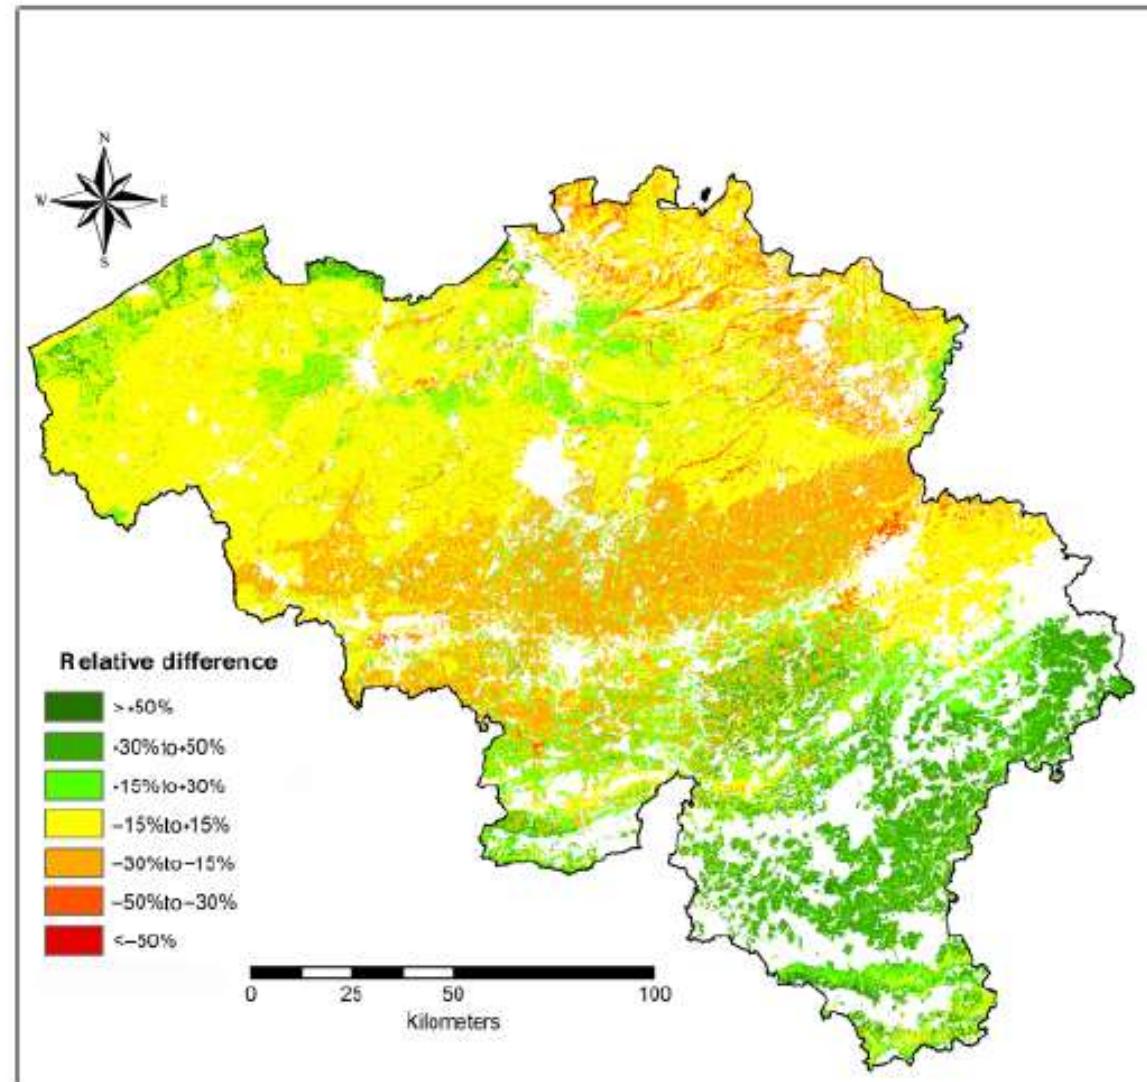 N
W E
S
Relative difference
>+50%
+30%to+50%
+15%to+30%
−15%to+15%
−30%to−15%
−50%to−30%
<−50%
0 25 50 100
Kilometers